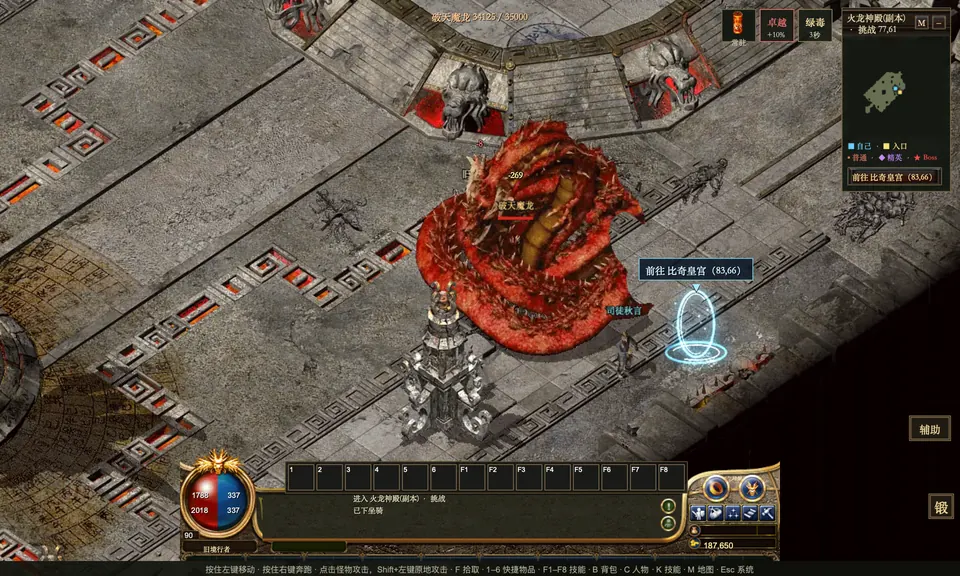 破天魔龙 34125 / 35000
常驻
卓越
+10%
绿毒
3秒
火龙神殿(副本)
· 挑战 77,61
M
–
自己 · 入口
普通 · 精英 · Boss
前往 比奇皇宫 (83,66)
-8
旧
-269
破天魔龙
前往 比奇皇宫（83,66）
司徒秋言
辅助
锻
1 2 3 4 5 6 F1 F2 F3 F4 F5 F6 F7 F8
进入 火龙神殿(副本) · 挑战
已下坐骑
1768 337
2018 337
90
旧境行者
187,650
按住左键移动 · 按住右键奔跑 · 点击怪物攻击，Shift+左键原地攻击 · F 拾取 · 1–6 快捷物品 · F1–F8 技能 · B 背包 · C 人物 · K 技能 · M 地图 · Esc 系统